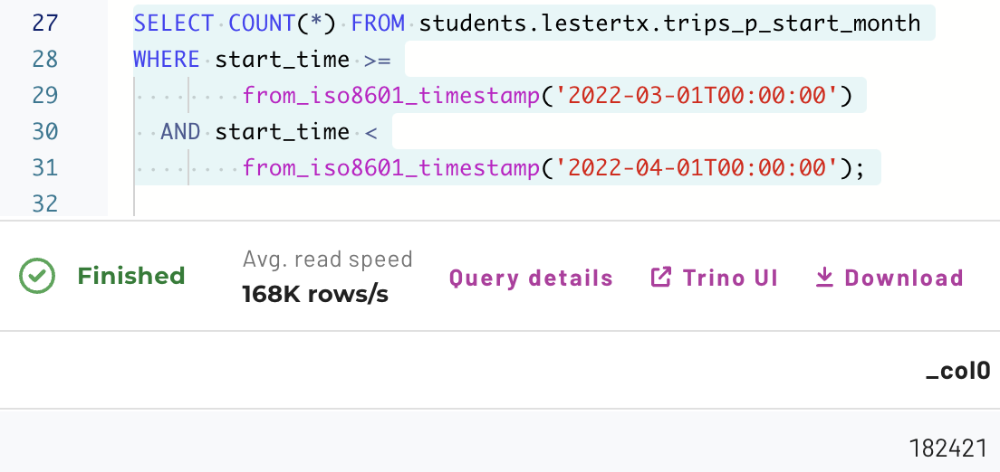 27 SELECT COUNT(*) FROM students.lestertx.trips_p_start_month
28 WHERE start_time >=
29 from_iso8601_timestamp('2022-03-01T00:00:00')
30 AND start_time <
31 from_iso8601_timestamp('2022-04-01T00:00:00');
32
Avg. read speed
Finished 168K rows/s Query details Trino UI Download
_col0
182421